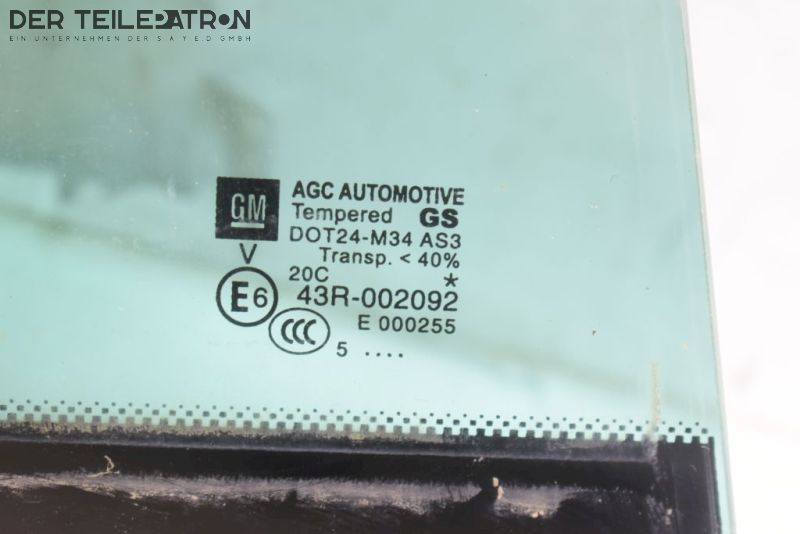 DER TEILEPATRON
EIN UNTERNEHMEN DER S A Y E D GMBH
GM
AGC AUTOMOTIVE
Tempered GS
DOT24-M34 AS3
V
Transp. < 40%
20C *
E6 43R-002092
CCC
E 000255
5 ....